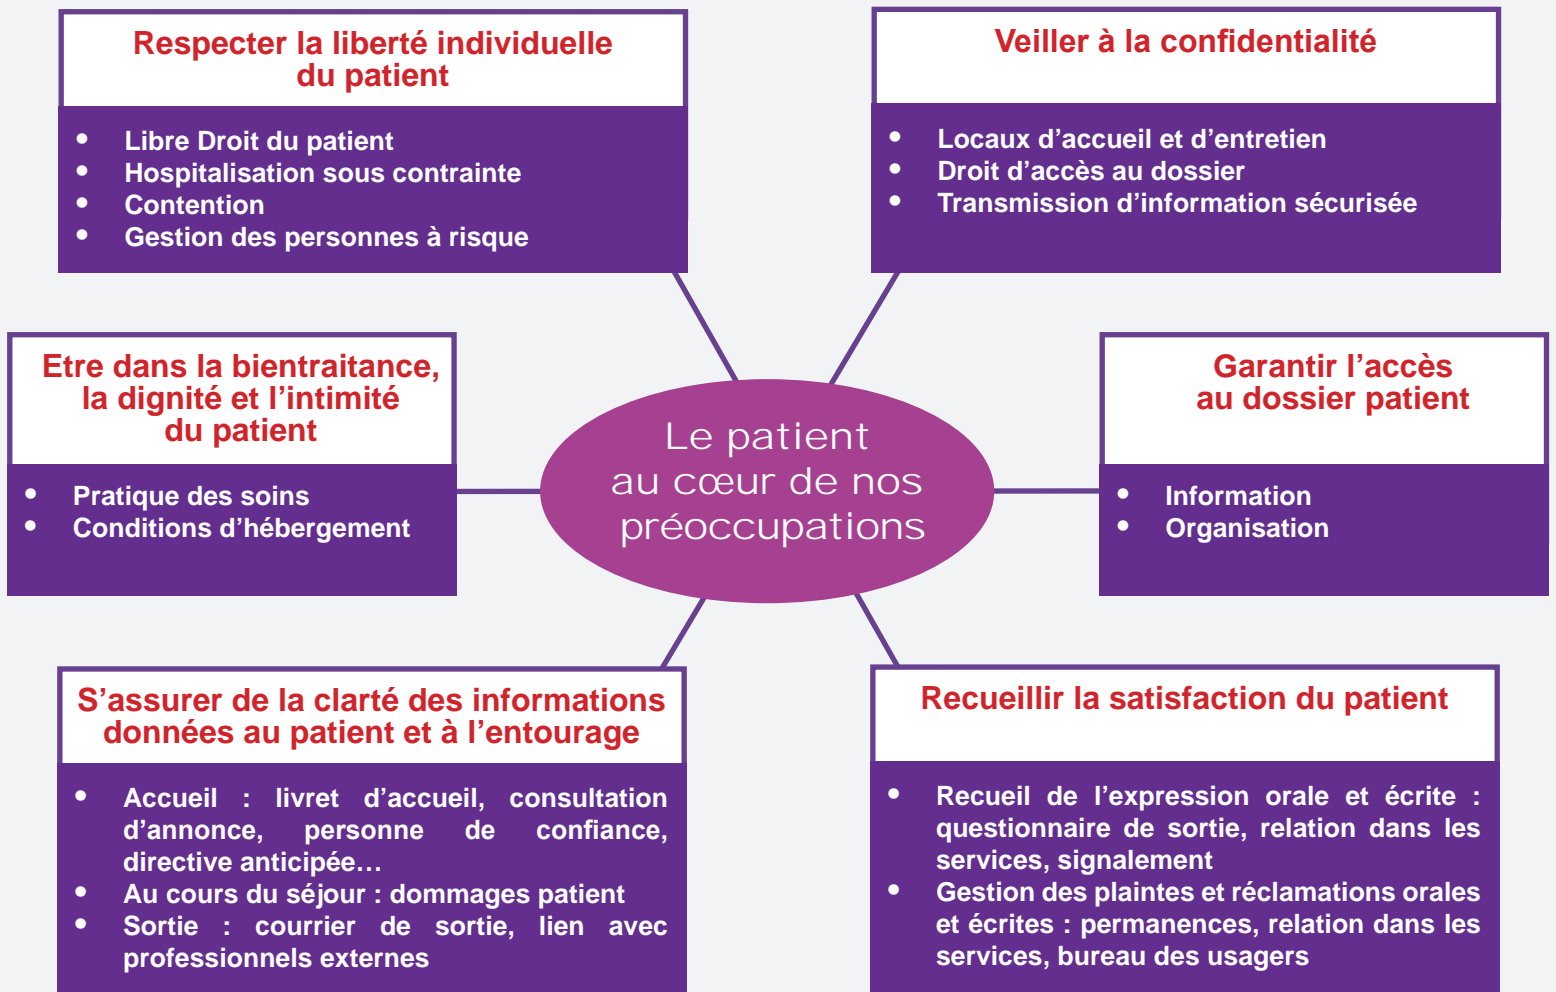 Respecter la liberté individuelle
du patient
• Libre Droit du patient
• Hospitalisation sous contrainte
• Contention
• Gestion des personnes à risque
Veiller à la confidentialité
• Locaux d’accueil et d’entretien
• Droit d’accès au dossier
• Transmission d’information sécurisée
Etre dans la bientraitance,
la dignité et l’intimité
du patient
• Pratique des soins
• Conditions d’hébergement
Le patient
au cœur de nos
préoccupations
Garantir l’accès
au dossier patient
• Information
• Organisation
S’assurer de la clarté des informations
données au patient et à l’entourage
• Accueil : livret d’accueil, consultation
d’annonce, personne de confiance,
directive anticipée…
• Au cours du séjour : dommages patient
• Sortie : courrier de sortie, lien avec
professionnels externes
Recueillir la satisfaction du patient
• Recueil de l’expression orale et écrite :
questionnaire de sortie, relation dans les
services, signalement
• Gestion des plaintes et réclamations orales
et écrites : permanences, relation dans les
services, bureau des usagers